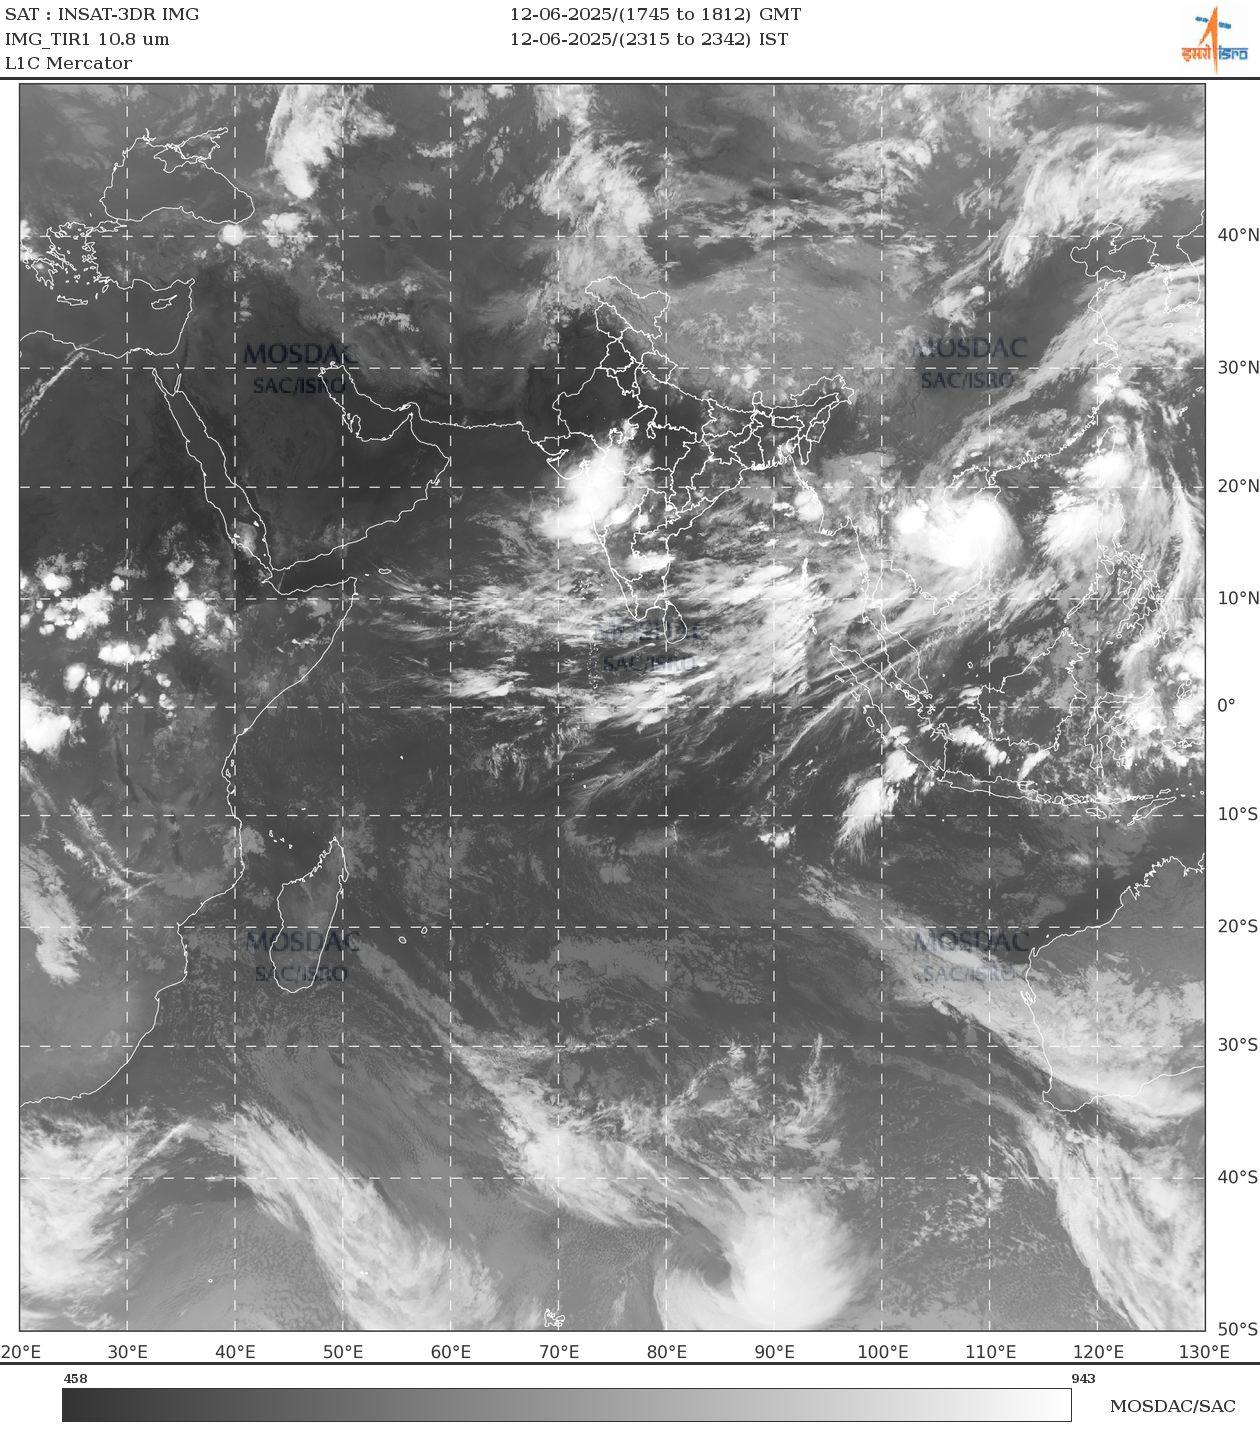 SAT : INSAT-3DR IMG
12-06-2025/(1745 to 1812) GMT
IMG_TIR1 10.8 um
12-06-2025/(2315 to 2342) IST
L1C Mercator
इसरो isro
40°N
MOSDAC
SAC/ISRO
MOSDAC
SAC/ISRO
30°N
20°N
10°N
MOSDAC
SAC/ISRO
0°
10°S
MOSDAC
SAC/ISRO
MOSDAC
SAC/ISRO
20°S
30°S
40°S
50°S
20°E 30°E 40°E 50°E 60°E 70°E 80°E 90°E 100°E 110°E 120°E 130°E
458
943
MOSDAC/SAC